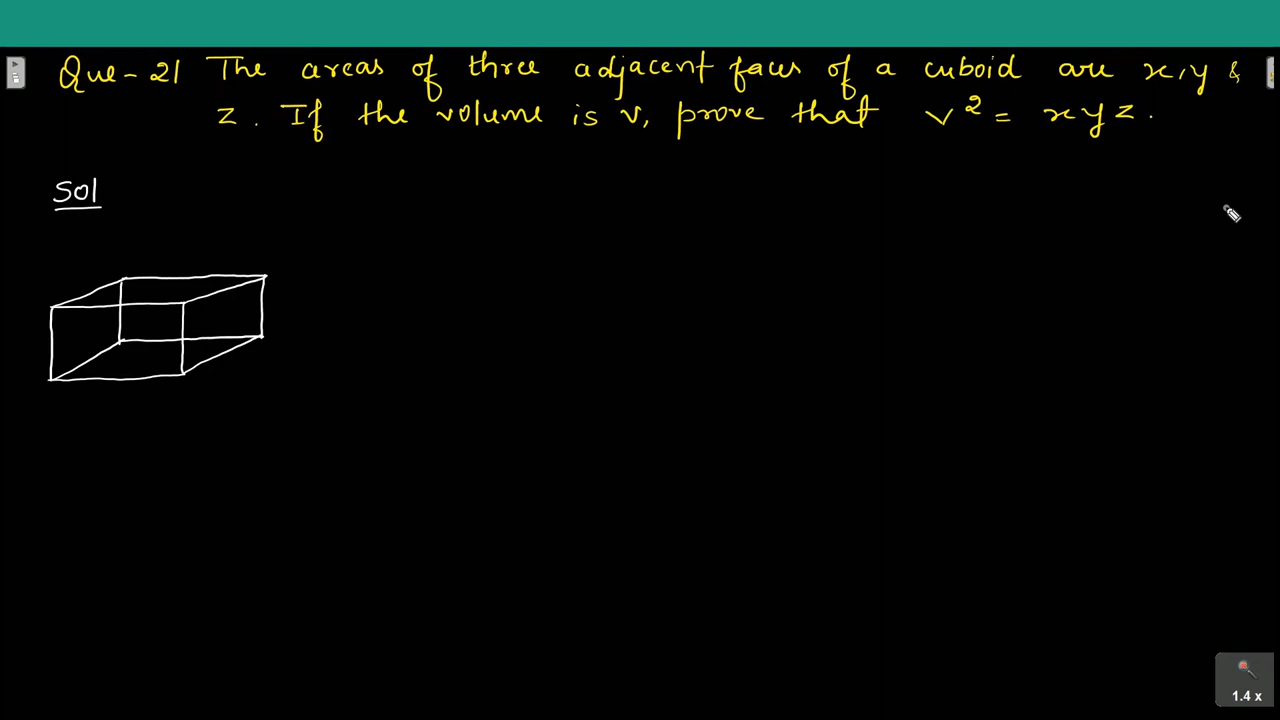 Que-21 The areas of three adjacent faces of a cuboid are x, y &
z. If the volume is v, prove that v² = xyz.
Sol
1.4 x